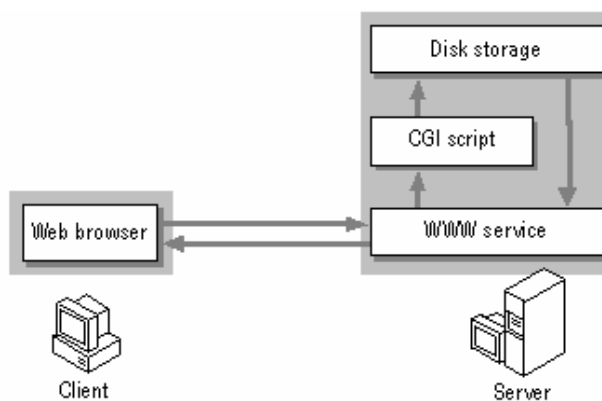 Disk storage
CGI script
Web browser
WWW service
Client
Server